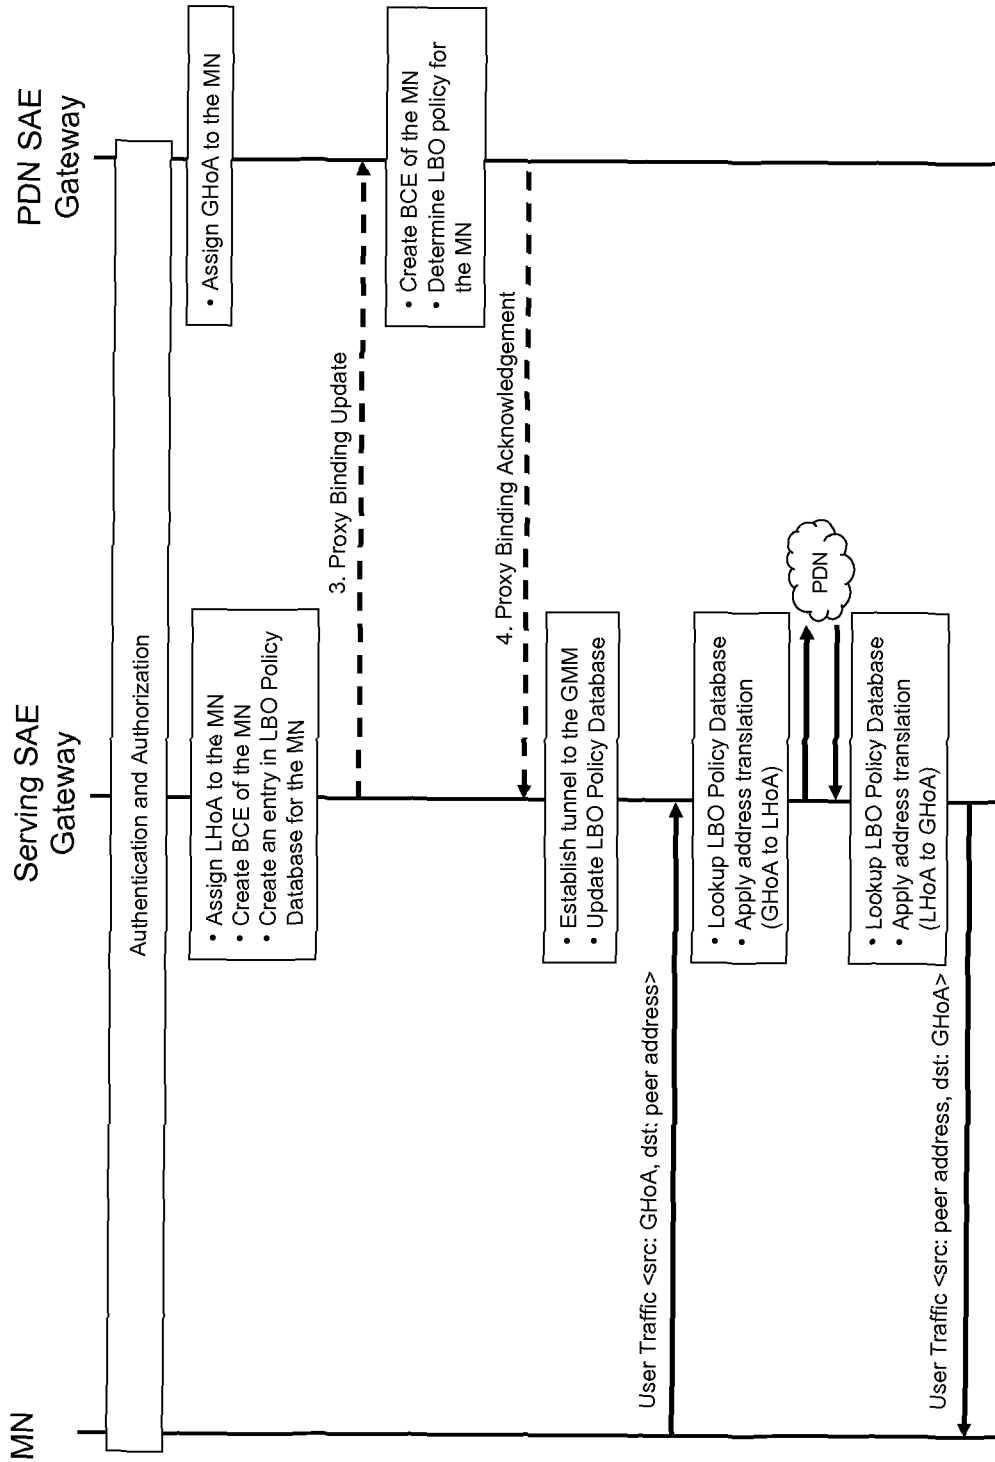 MN
Serving SAE
Gateway
PDN SAE
Gateway
Authentication and Authorization
• Assign LHoA to the MN
• Create BCE of the MN
• Create an entry in LBO Policy
Database for the MN
• Assign GHoA to the MN
3. Proxy Binding Update
• Create BCE of the MN
• Determine LBO policy for
the MN
4. Proxy Binding Acknowledgement
• Establish tunnel to the GMM
• Update LBO Policy Database
User Traffic <src: GHoA, dst: peer address>
• Lookup LBO Policy Database
• Apply address translation
(GHoA to LHoA)
PDN
• Lookup LBO Policy Database
• Apply address translation
(LHoA to GHoA)
User Traffic <src: peer address, dst: GHoA>